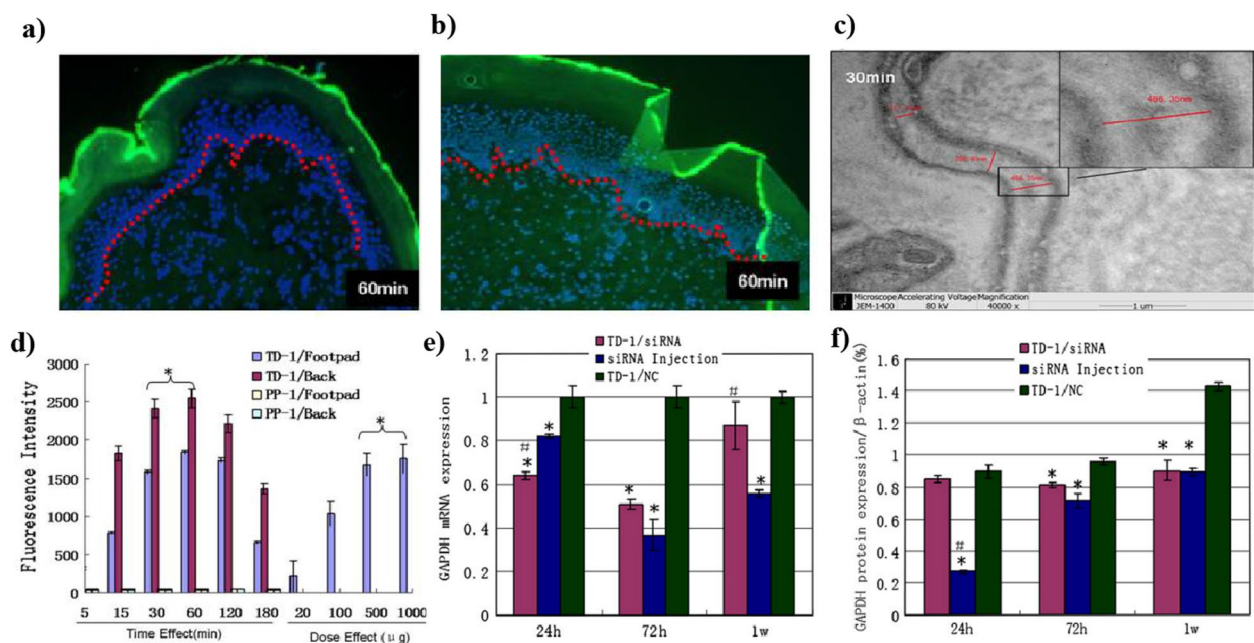 a)
b)
c)
60min
60min
30min
466.35nm
Microscope Accelerating Voltage Magnification
JEM-1400 80 kV 40000 x 1 um
d)
TD-1/Footpad
TD-1/Back
PP-1/Footpad
PP-1/Back
Fluorescence Intensity
3000
2500
2000
1500
1000
500
0
*
*
5 15 30 60 120 180 20 100 500 1000
Time Effect(min) Dose Effect (μg)
e)
TD-1/siRNA
siRNA Injection
TD-1/NC
GAPDH mRNA expression
1.2
1
0.8
0.6
0.4
0.2
0
#
*
*
*
*
#
*
24h 72h 1w
f)
TD-1/siRNA
siRNA Injection
TD-1/NC
GAPDH protein expression/β-actin(%)
1.6
1.4
1.2
1
0.8
0.6
0.4
0.2
0
#
*
*
*
*
*
24h 72h 1w